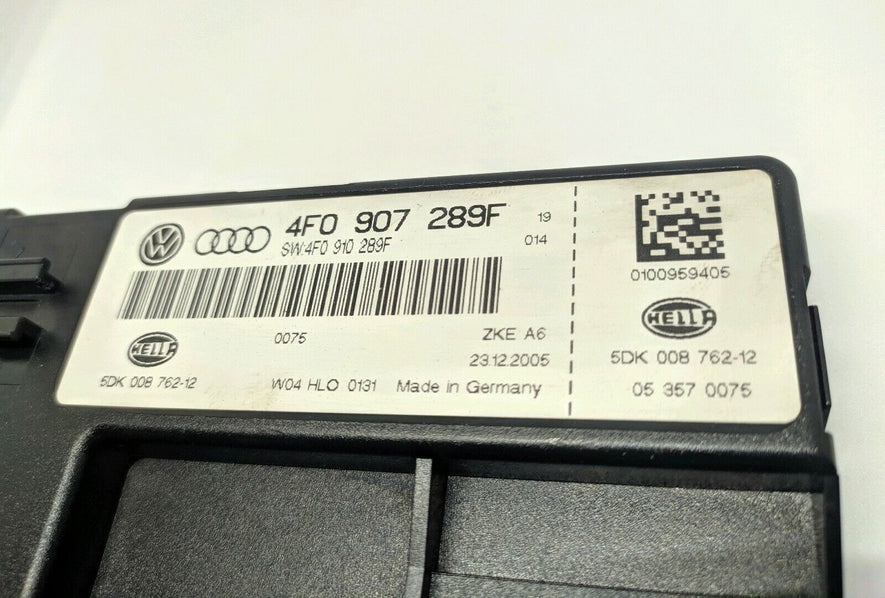 4F0 907 289F 19
SW:4F0 910 289F 014
0075 ZKE A6
HELLA 23.12.2005
5DK 008 762-12 W04 HLO 0131 Made in Germany
0100959405
HELLA
5DK 008 762-12
05 357 0075